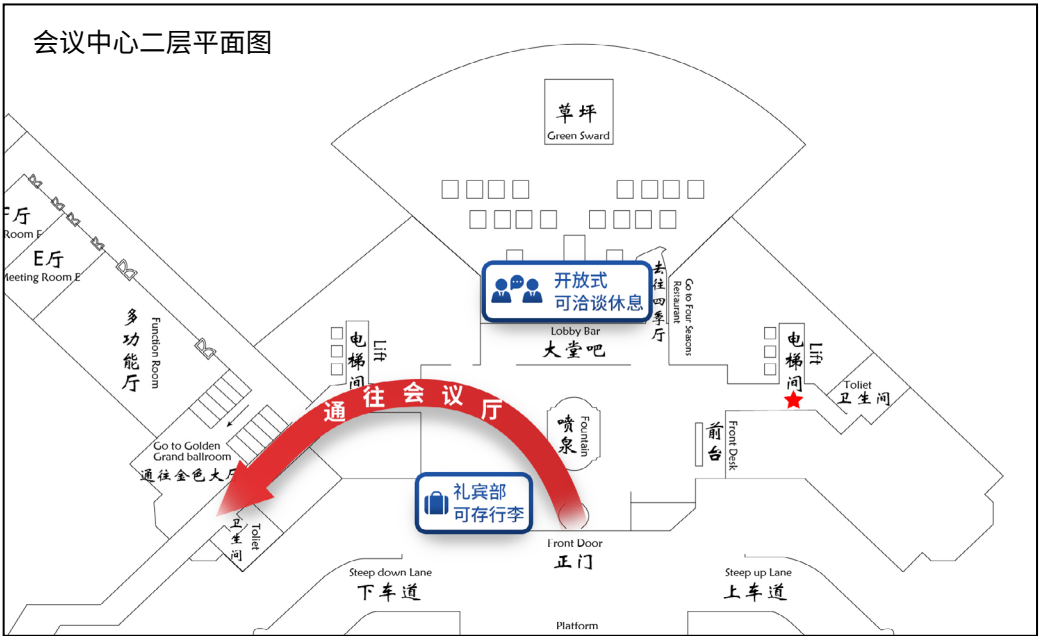 会议中心二层平面图
草坪
Green Sward
F厅
Room F
E厅
Meeting Room E
多功能厅
Function Room
开放式
可洽谈休息
去往四季厅
Go to Four Seasons
Restaurant
Lobby Bar
大堂吧
电梯间
Lift
电梯间
Lift
Toliet
卫生间
通往会议厅
喷泉
Fountain
前台
Front Desk
Go to Golden
Grand ballroom
通往金色大厅
礼宾部
可存行李
卫生间
Toliet
Front Door
正门
Steep down Lane
下车道
Steep up Lane
上车道
Platform